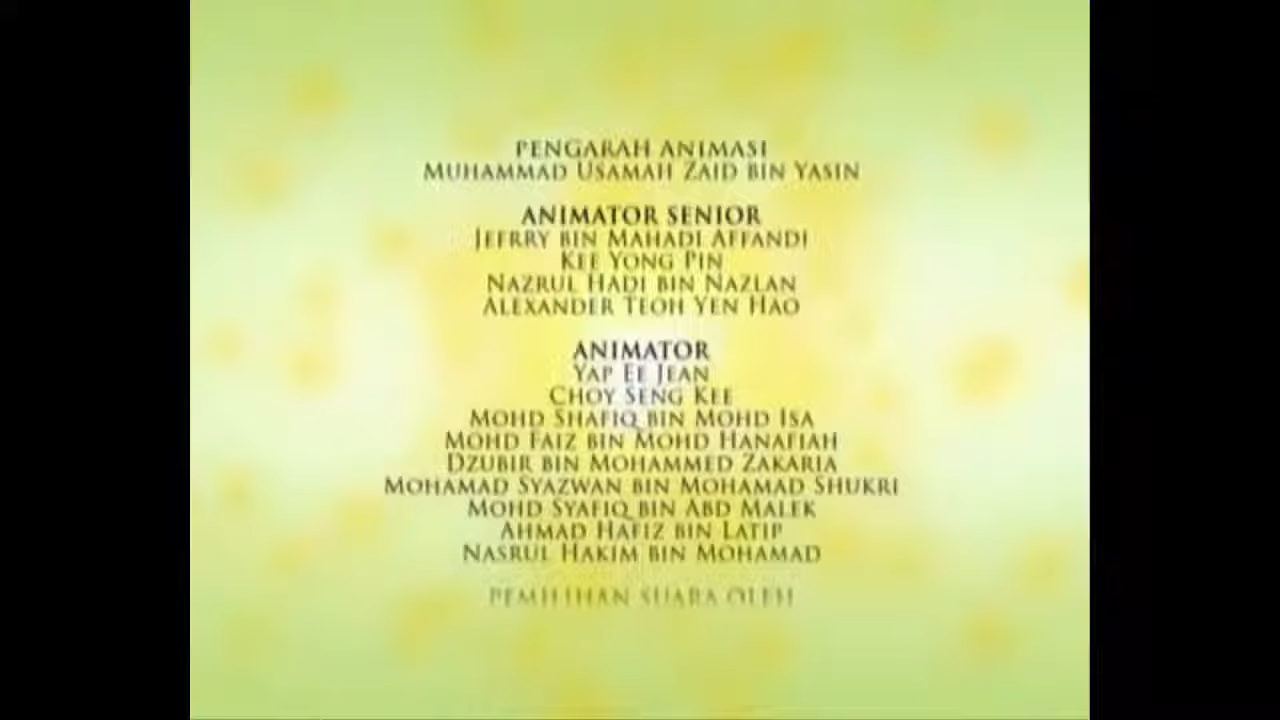 PENGARAH ANIMASI
MUHAMMAD USAMAH ZAID BIN YASIN
ANIMATOR SENIOR
JEFRRY BIN MAHADI AFFANDI
KEE YONG PIN
NAZRUL HADI BIN NAZLAN
ALEXANDER TEOH YEN HAO
ANIMATOR
YAP EE JEAN
CHOY SENG KEE
MOHD SHAFIQ BIN MOHD ISA
MOHD FAIZ BIN MOHD HANAFIAH
DZUBIR BIN MOHAMMED ZAKARIA
MOHAMAD SYAZWAN BIN MOHAMAD SHUKRI
MOHD SYAFIQ BIN ABD MALEK
AHMAD HAFIZ BIN LATIP
NASRUL HAKIM BIN MOHAMAD
PEMILIHAN SUARA OLEH